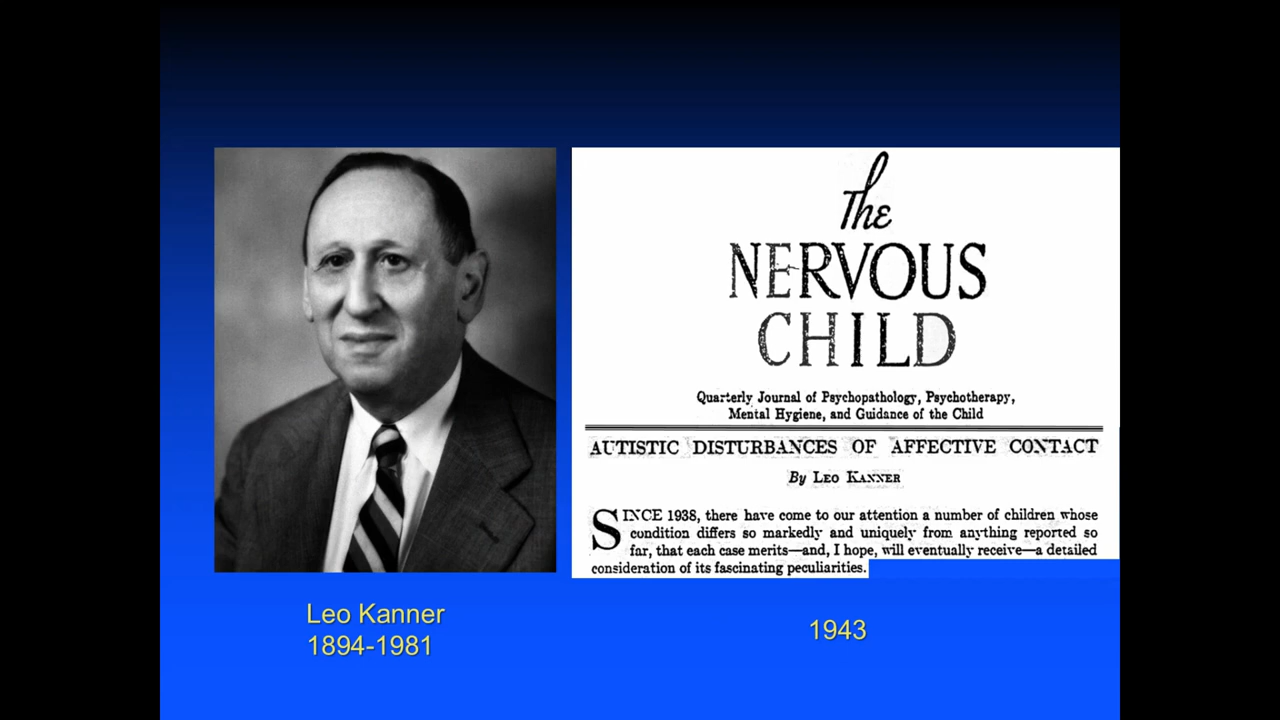 The
NERVOUS
CHILD
Quarterly Journal of Psychopathology, Psychotherapy,
Mental Hygiene, and Guidance of the Child
AUTISTIC DISTURBANCES OF AFFECTIVE CONTACT
By LEO KANNER
SINCE 1938, there have come to our attention a number of children whose
condition differs so markedly and uniquely from anything reported so
far, that each case merits—and, I hope, will eventually receive—a detailed
consideration of its fascinating peculiarities.
Leo Kanner
1894-1981
1943